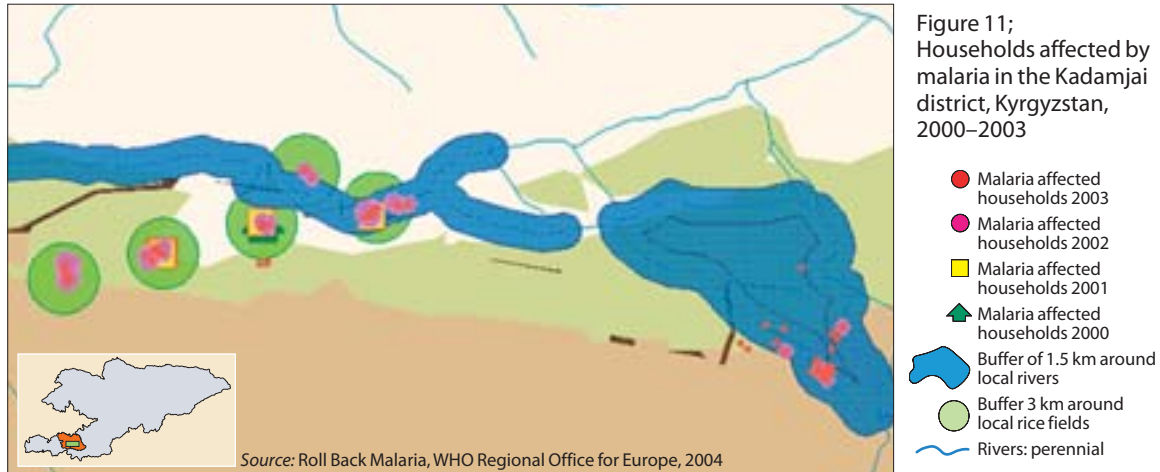 Figure 11;
Households affected by
malaria in the Kadamjai
district, Kyrgyzstan,
2000–2003
Malaria affected
households 2003
Malaria affected
households 2002
Malaria affected
households 2001
Malaria affected
households 2000
Buffer of 1.5 km around
local rivers
Buffer 3 km around
local rice fields
Rivers: perennial
Source: Roll Back Malaria, WHO Regional Office for Europe, 2004